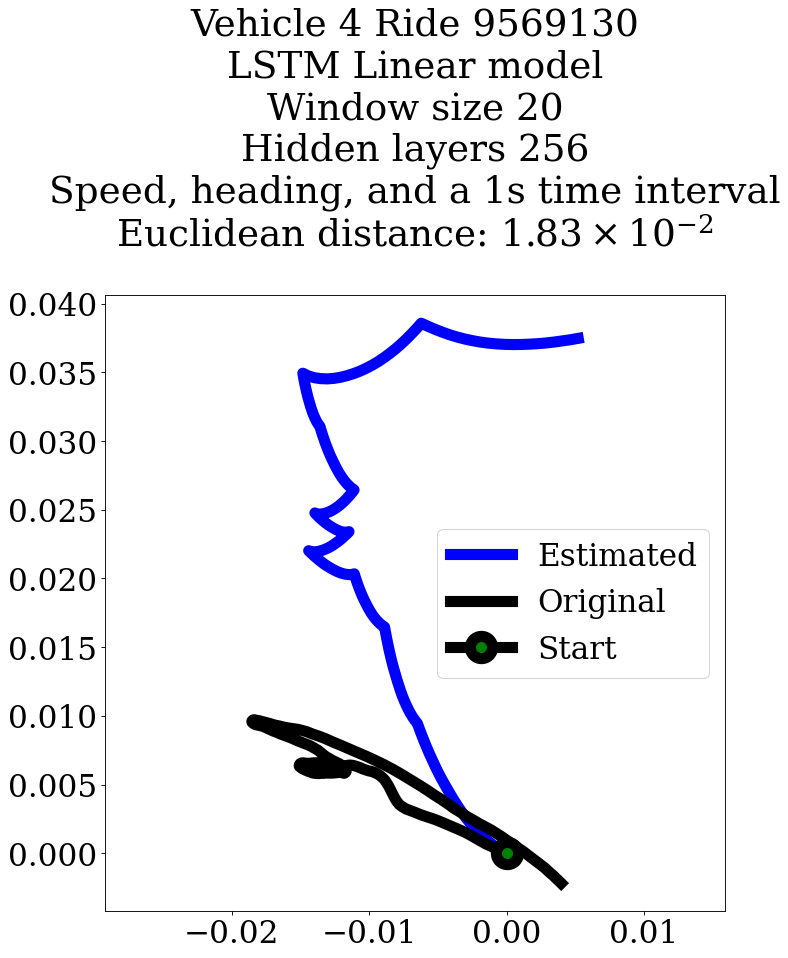 Vehicle 4 Ride 9569130
LSTM Linear model
Window size 20
Hidden layers 256
Speed, heading, and a 1s time interval
Euclidean distance: 1.83 × 10⁻²
0.040
0.035
0.030
0.025
0.020
0.015
0.010
0.005
0.000
Estimated
Original
Start
−0.02 −0.01 0.00 0.01